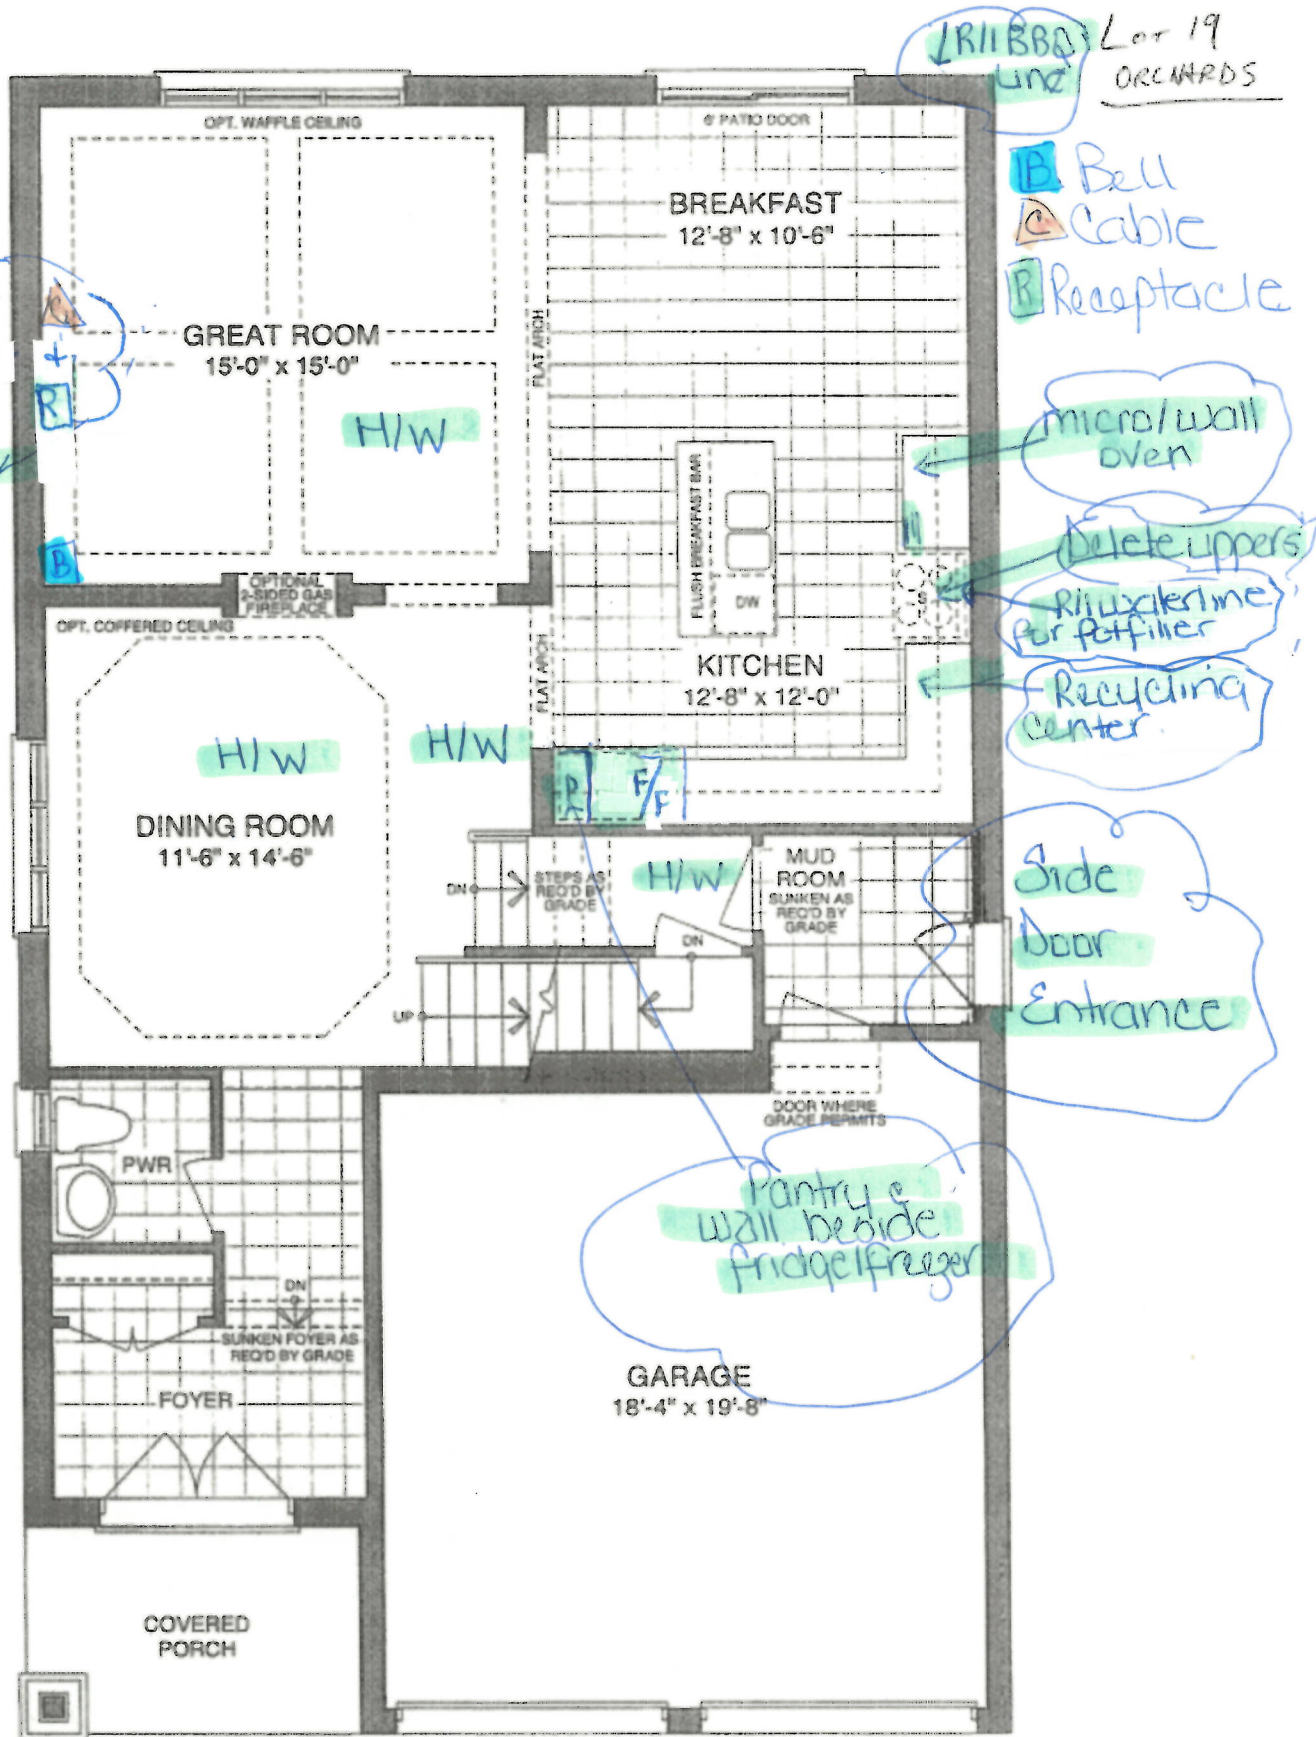 R/I BBQ
Line
Lot 19
ORCHARDS
B Bell
C Cable
R Receptacle
OPT. WAFFLE CEILING
6' PATIO DOOR
BREAKFAST
12'-8" x 10'-6"
C
+
R
B
GREAT ROOM
15'-0" x 15'-0"
FLAT ARCH
H/W
micro/wall
oven
FLUSH BREAKFAST BAR
DW
Delete uppers
R/I waterline
for potfiller
Recycling
center
OPTIONAL
2-SIDED GAS
FIREPLACE
OPT. COFFERED CEILING
FLAT ARCH
KITCHEN
12'-8" x 12'-0"
H/W
H/W
P
F/F
DINING ROOM
11'-6" x 14'-6"
DN
STEPS AS
REQ'D BY
GRADE
H/W
MUD
ROOM
SUNKEN AS
REQ'D BY
GRADE
Side
Door
Entrance
DN
UP
DOOR WHERE
GRADE PERMITS
PWR
Pantry &
wall beside
fridge/freezer
DN
SUNKEN FOYER AS
REQ'D BY GRADE
FOYER
GARAGE
18'-4" x 19'-8"
COVERED
PORCH